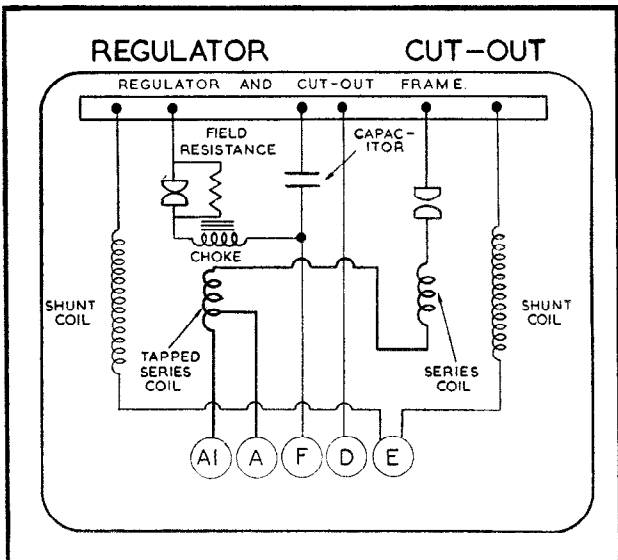 REGULATOR CUT-OUT
REGULATOR AND CUT-OUT FRAME.
FIELD
RESISTANCE
CAPAC-
ITOR
CHOKE
SHUNT
COIL
TAPPED
SERIES
COIL
SERIES
COIL
SHUNT
COIL
A1 A F D E